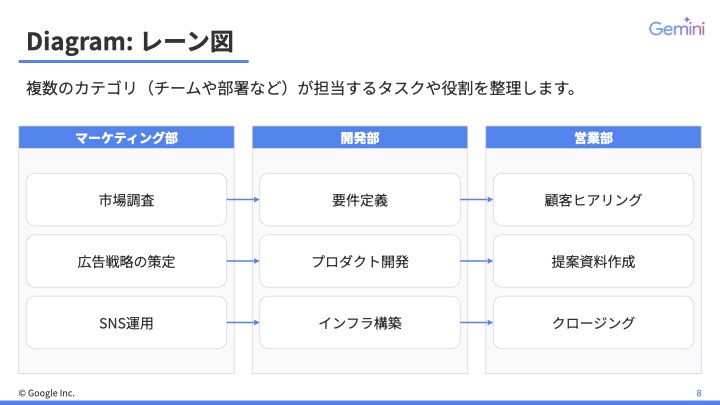 Diagram: レーン図
Gemini
複数のカテゴリ（チームや部署など）が担当するタスクや役割を整理します。
マーケティング部
市場調査
広告戦略の策定
SNS運用
開発部
要件定義
プロダクト開発
インフラ構築
営業部
顧客ヒアリング
提案資料作成
クロージング
© Google Inc.
8